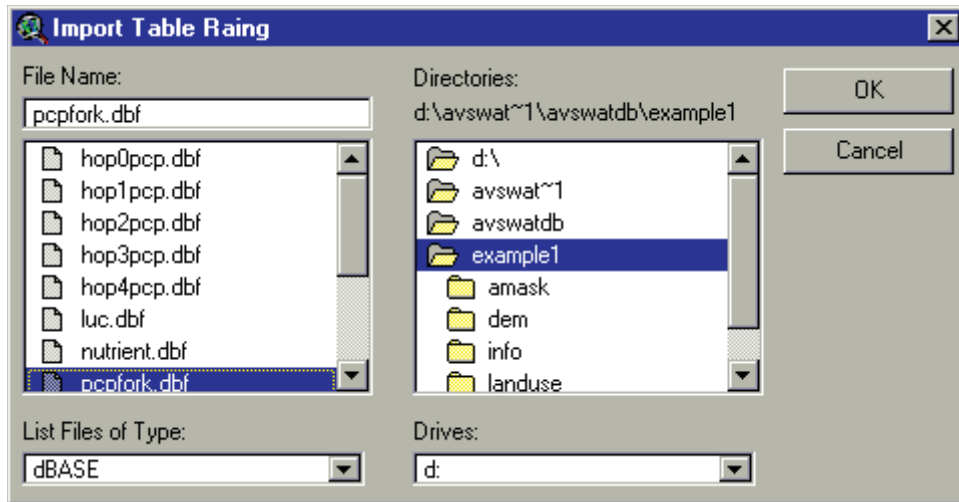 Import Table Raing
File Name:
pcpfork.dbf
hop0pcp.dbf
hop1pcp.dbf
hop2pcp.dbf
hop3pcp.dbf
hop4pcp.dbf
luc.dbf
nutrient.dbf
pcpfork.dbf
List Files of Type:
dBASE
Directories:
d:\avswat~1\avswatdb\example1
d:\
avswat~1
avswatdb
example1
amask
dem
info
landuse
Drives:
d:
OK
Cancel